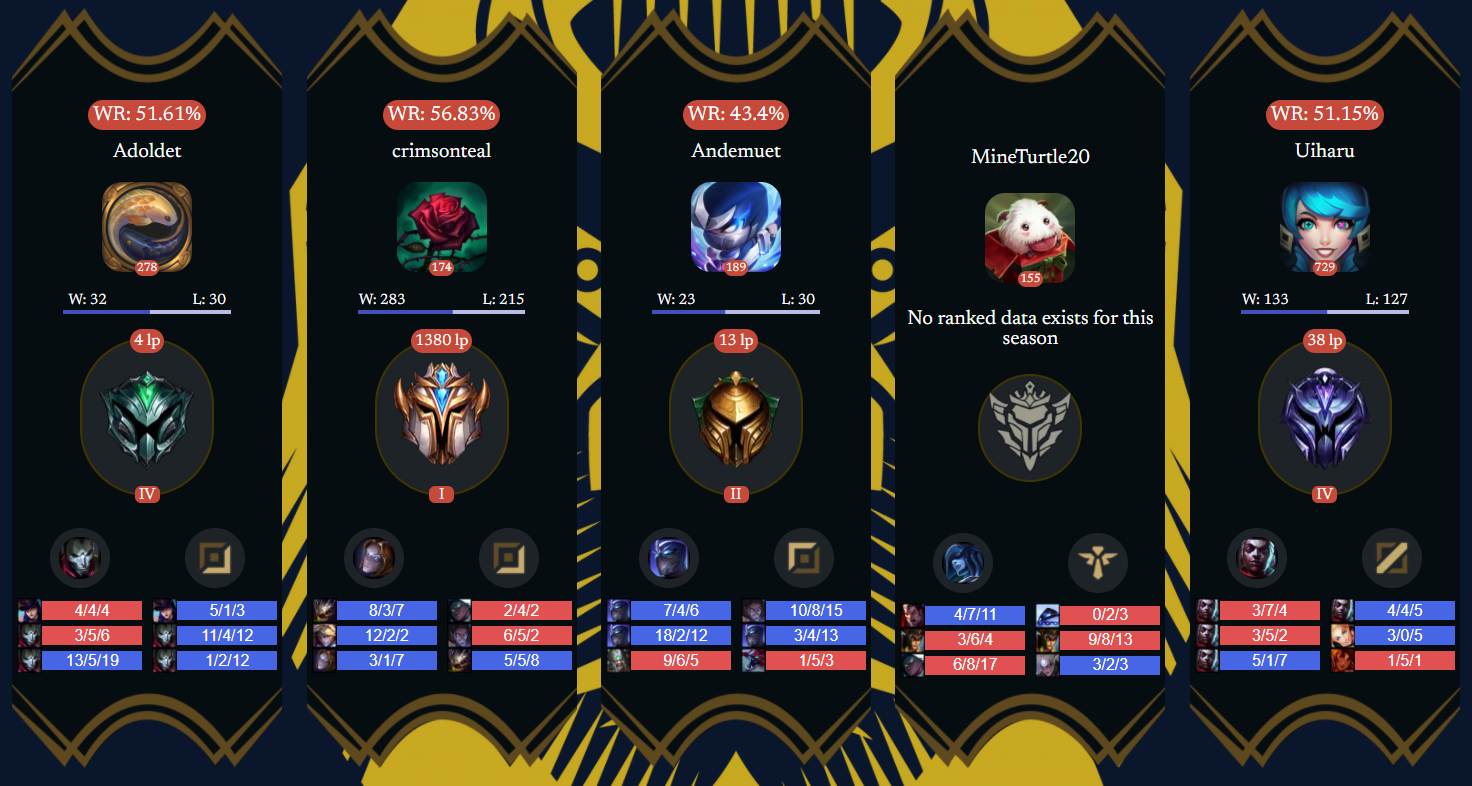 WR: 51.61%
Adoldet
278
W: 32 L: 30
4 lp
IV
4/4/4 5/1/3
3/5/6 11/4/12
13/5/19 1/2/12
WR: 56.83%
crimsonteal
174
W: 283 L: 215
1380 lp
I
8/3/7 2/4/2
12/2/2 6/5/2
3/1/7 5/5/8
WR: 43.4%
Andemuet
189
W: 23 L: 30
13 lp
II
7/4/6 10/8/15
18/2/12 3/4/13
9/6/5 1/5/3
MineTurtle20
155
No ranked data exists for this
season
4/7/11 0/2/3
3/6/4 9/8/13
6/8/17 3/2/3
WR: 51.15%
Uiharu
729
W: 133 L: 127
38 lp
IV
3/7/4 4/4/5
3/5/2 3/0/5
5/1/7 1/5/1